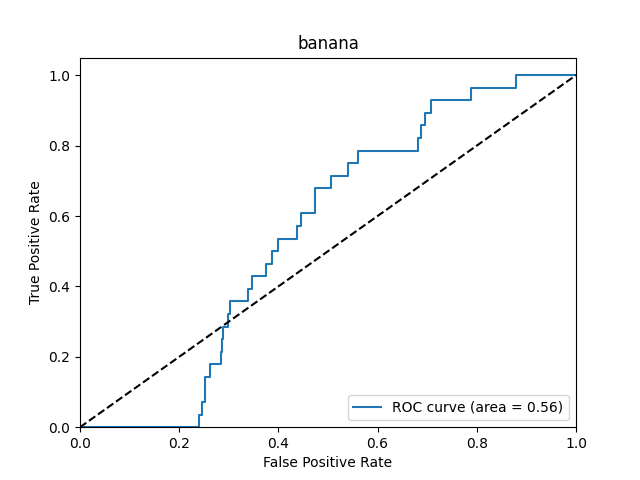 banana
True Positive Rate
1.0
0.8
0.6
0.4
0.2
0.0
ROC curve (area = 0.56)
0.0 0.2 0.4 0.6 0.8 1.0
False Positive Rate